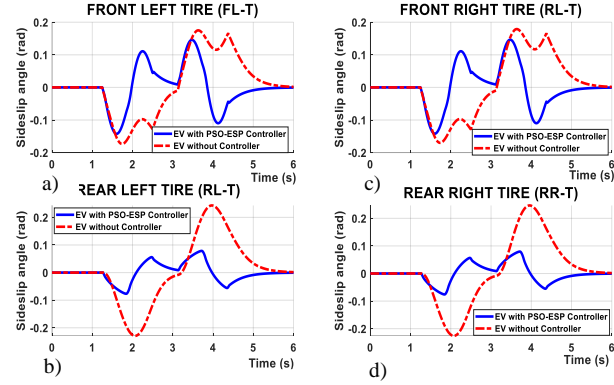 FRONT LEFT TIRE (FL-T)
Sideslip angle (rad)
0.2
0.1
0
-0.1
-0.2
EV with PSO-ESP Controller
EV without Controller
0 1 2 3 4 5 6
Time (s)
a)
FRONT RIGHT TIRE (RL-T)
Sideslip angle (rad)
0.2
0.1
0
-0.1
-0.2
EV with PSO-ESP Controller
EV without Controller
0 1 2 3 4 5 6
Time (s)
c)
REAR LEFT TIRE (RL-T)
Sideslip angle (rad)
0.2
0.1
0
-0.1
-0.2
EV with PSO-ESP Controller
EV without Controller
0 1 2 3 4 5 6
Time (s)
b)
REAR RIGHT TIRE (RR-T)
Sideslip angle (rad)
0.2
0.1
0
-0.1
-0.2
EV with PSO-ESP Controller
EV without Controller
0 1 2 3 4 5 6
Time (s)
d)